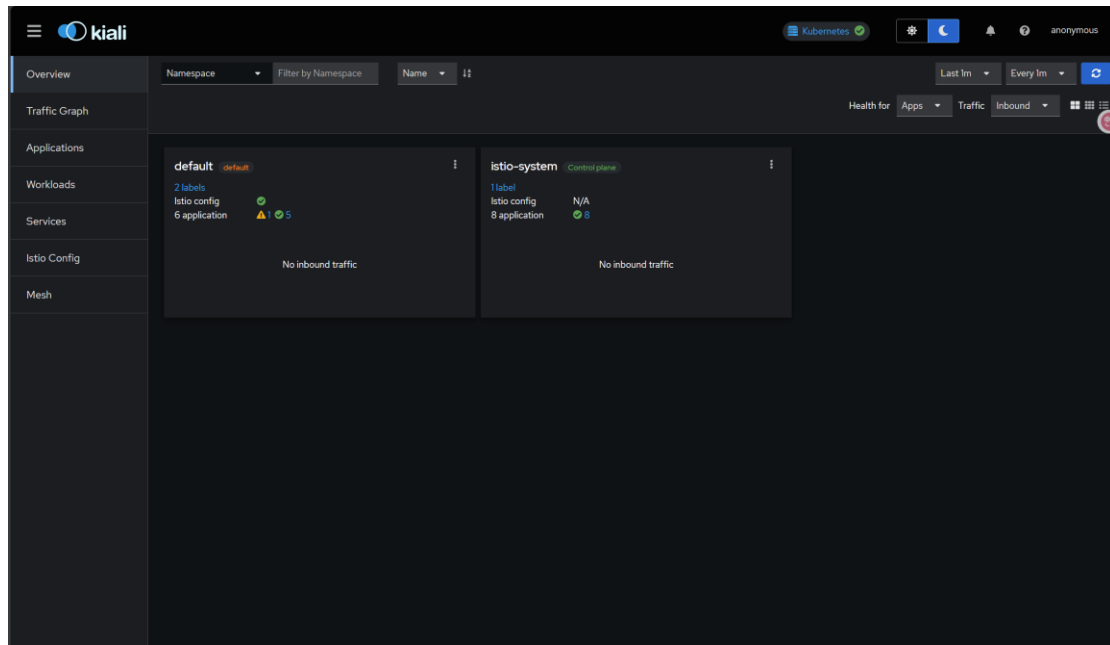 kiali
Kubernetes
anonymous
Overview
Traffic Graph
Applications
Workloads
Services
Istio Config
Mesh
Namespace Filter by Namespace Name Last 1m Every 1m
Health for Apps Traffic Inbound
default default
2 labels
Istio config
6 application 1 5
No inbound traffic
istio-system Control plane
1 label
Istio config N/A
8 application 8
No inbound traffic